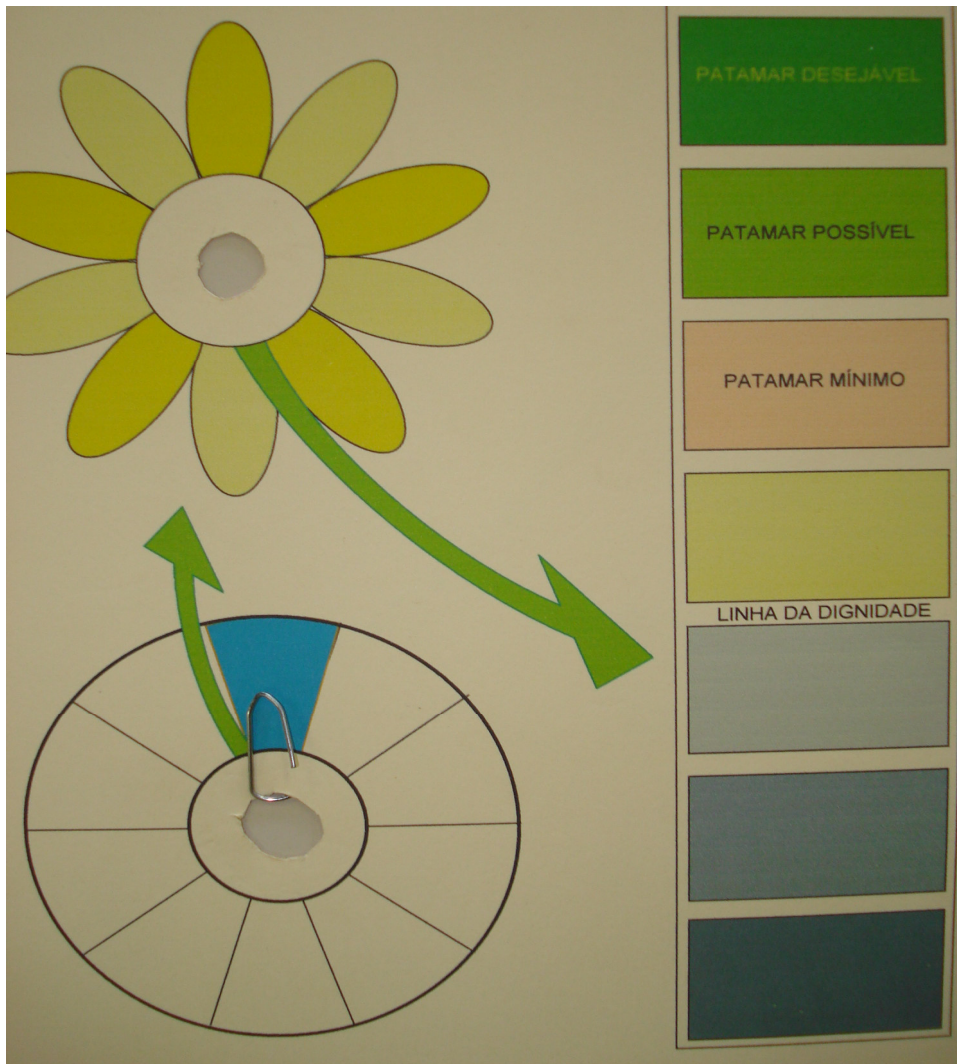 PATAMAR DESEJÁVEL
PATAMAR POSSÍVEL
PATAMAR MÍNIMO
LINHA DA DIGNIDADE